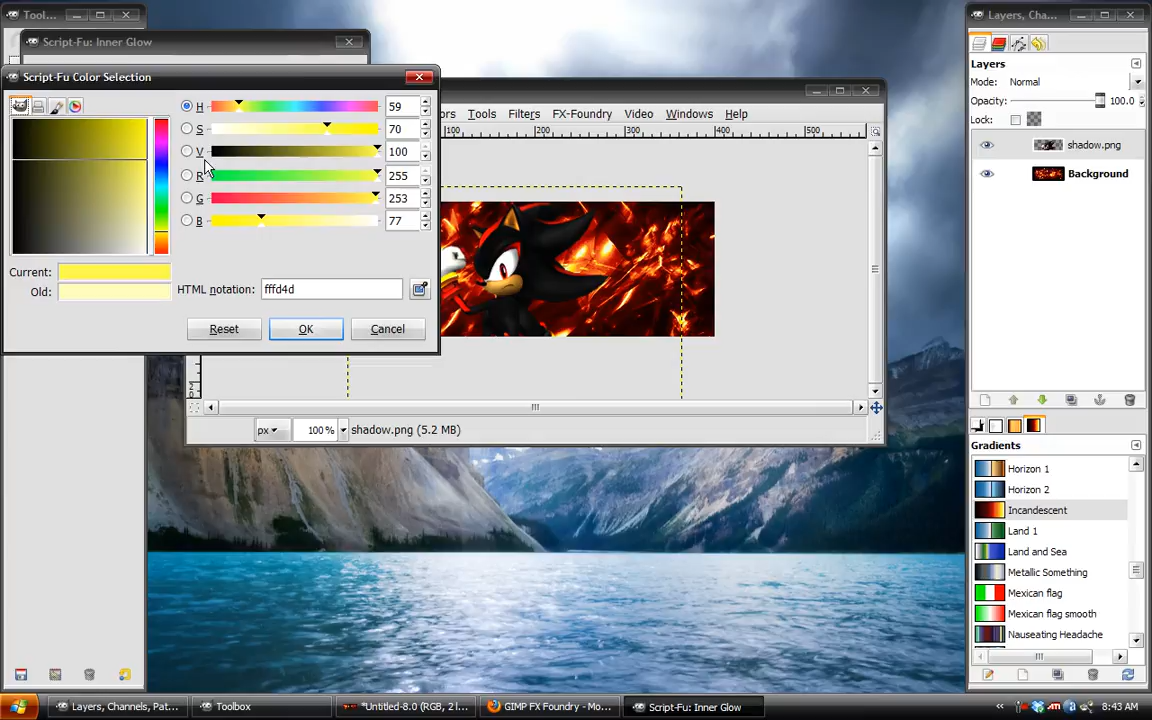 Tool...
Script-Fu: Inner Glow
Script-Fu Color Selection
H 59
S 70
V 100
R 255
G 253
B 77
Current:
Old:
HTML notation: fffd4d
Reset OK Cancel
ors Tools Filters FX-Foundry Video Windows Help
100 200 300 400 500
px 100% shadow.png (5.2 MB)
Layers, Cha...
Layers
Mode: Normal
Opacity: 100.0
Lock:
shadow.png
Background
Gradients
Horizon 1
Horizon 2
Incandescent
Land 1
Land and Sea
Metallic Something
Mexican flag
Mexican flag smooth
Nauseating Headache
Layers, Channels, Pat... Toolbox *Untitled-8.0 (RGB, 2 l... GIMP FX Foundry - Mo... Script-Fu: Inner Glow « 8:43 AM